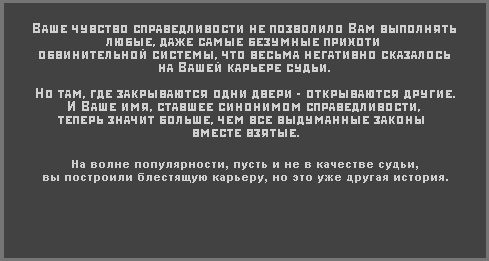 Ваше чувство справедливости не позволило Вам выполнять
любые, даже самые безумные прихоти
обвинительной системы, что весьма негативно сказалось
на Вашей карьере судьи.
Но там, где закрываются одни двери - открываются другие.
И Ваше имя, ставшее синонимом справедливости,
теперь значит больше, чем все выдуманные законы
вместе взятые.
На волне популярности, пусть и не в качестве судьи,
вы построили блестящую карьеру, но это уже другая история.